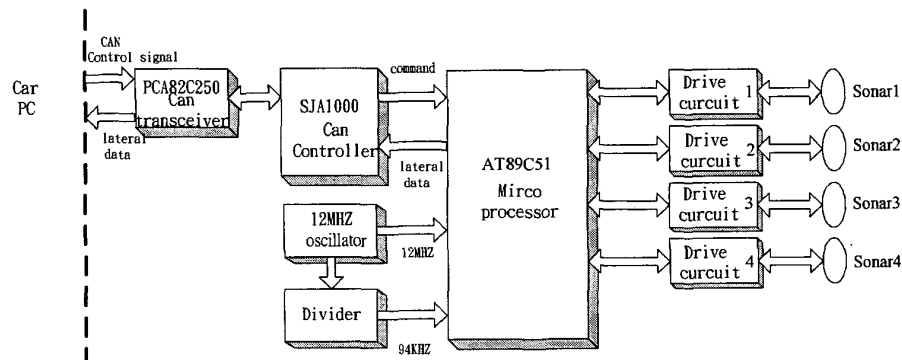 Car
PC
CAN
Control signal
lateral
data
PCA82C250
Can
transceiver
SJA1000
Can
Controller
command
lateral
data
12MHZ
oscillator
12MHZ
Divider
94KHZ
AT89C51
Mirco
processor
Drive
curcuit 1
Sonar1
Drive
curcuit 2
Sonar2
Drive
curcuit 3
Sonar3
Drive
curcuit 4
Sonar4